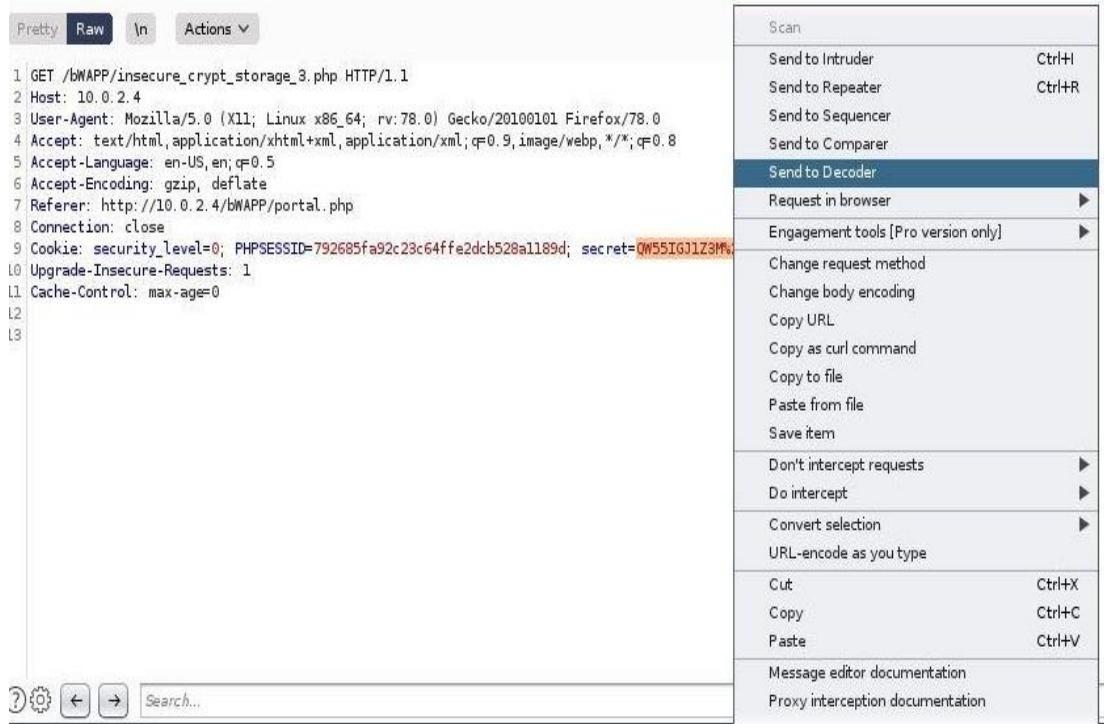 Pretty Raw \n Actions
1 GET /bWAPP/insecure_crypt_storage_3.php HTTP/1.1
2 Host: 10.0.2.4
3 User-Agent: Mozilla/5.0 (X11; Linux x86_64; rv:78.0) Gecko/20100101 Firefox/78.0
4 Accept: text/html,application/xhtml+xml,application/xml;q=0.9,image/webp,*/*;q=0.8
5 Accept-Language: en-US,en;q=0.5
6 Accept-Encoding: gzip, deflate
7 Referer: http://10.0.2.4/bWAPP/portal.php
8 Connection: close
9 Cookie: security_level=0; PHPSESSID=792685fa92c23c64ffe2dcb528a1189d; secret=QW55IGJ1Z3M%
10 Upgrade-Insecure-Requests: 1
11 Cache-Control: max-age=0
12
13
Search...
Scan
Send to Intruder Ctrl+I
Send to Repeater Ctrl+R
Send to Sequencer
Send to Comparer
Send to Decoder
Request in browser
Engagement tools [Pro version only]
Change request method
Change body encoding
Copy URL
Copy as curl command
Copy to file
Paste from file
Save item
Don't intercept requests
Do intercept
Convert selection
URL-encode as you type
Cut Ctrl+X
Copy Ctrl+C
Paste Ctrl+V
Message editor documentation
Proxy interception documentation